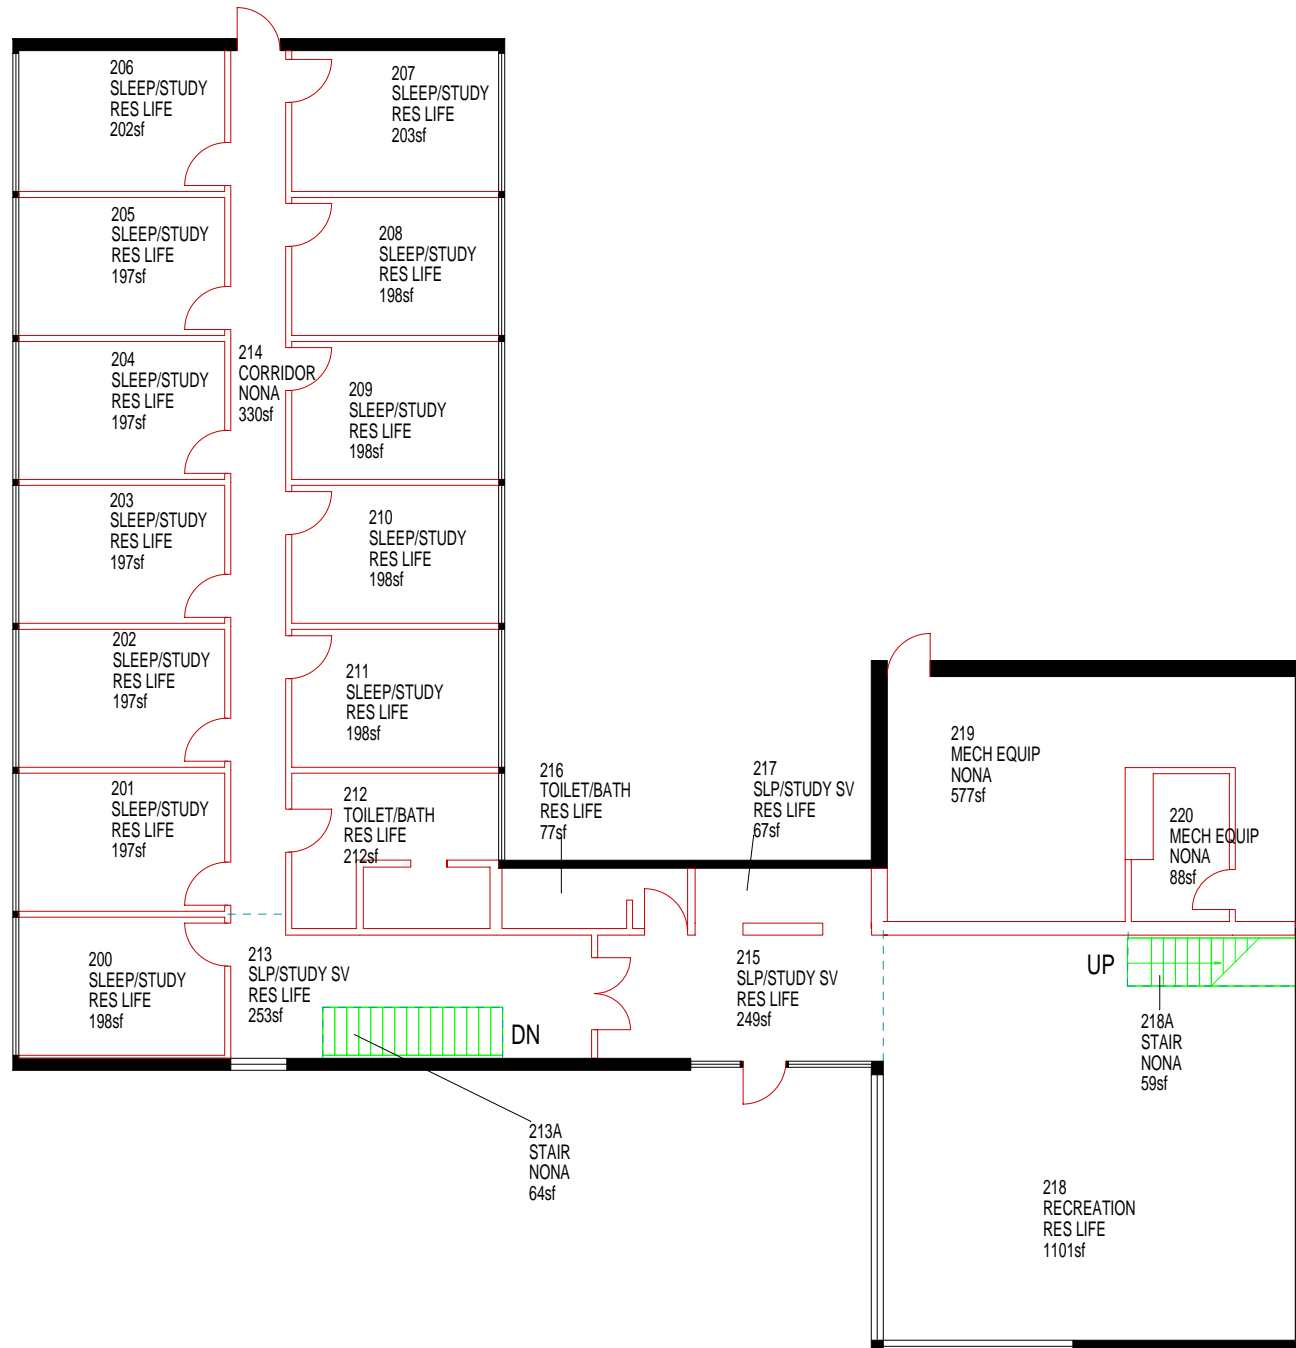 206
SLEEP/STUDY
RES LIFE
202sf
207
SLEEP/STUDY
RES LIFE
203sf
205
SLEEP/STUDY
RES LIFE
197sf
208
SLEEP/STUDY
RES LIFE
198sf
204
SLEEP/STUDY
RES LIFE
197sf
214
CORRIDOR
NONA
330sf
209
SLEEP/STUDY
RES LIFE
198sf
203
SLEEP/STUDY
RES LIFE
197sf
210
SLEEP/STUDY
RES LIFE
198sf
202
SLEEP/STUDY
RES LIFE
197sf
211
SLEEP/STUDY
RES LIFE
198sf
201
SLEEP/STUDY
RES LIFE
197sf
212
TOILET/BATH
RES LIFE
212sf
216
TOILET/BATH
RES LIFE
77sf
217
SLP/STUDY SV
RES LIFE
67sf
219
MECH EQUIP
NONA
577sf
220
MECH EQUIP
NONA
88sf
200
SLEEP/STUDY
RES LIFE
198sf
213
SLP/STUDY SV
RES LIFE
253sf
DN
215
SLP/STUDY SV
RES LIFE
249sf
UP
218A
STAIR
NONA
59sf
213A
STAIR
NONA
64sf
218
RECREATION
RES LIFE
1101sf